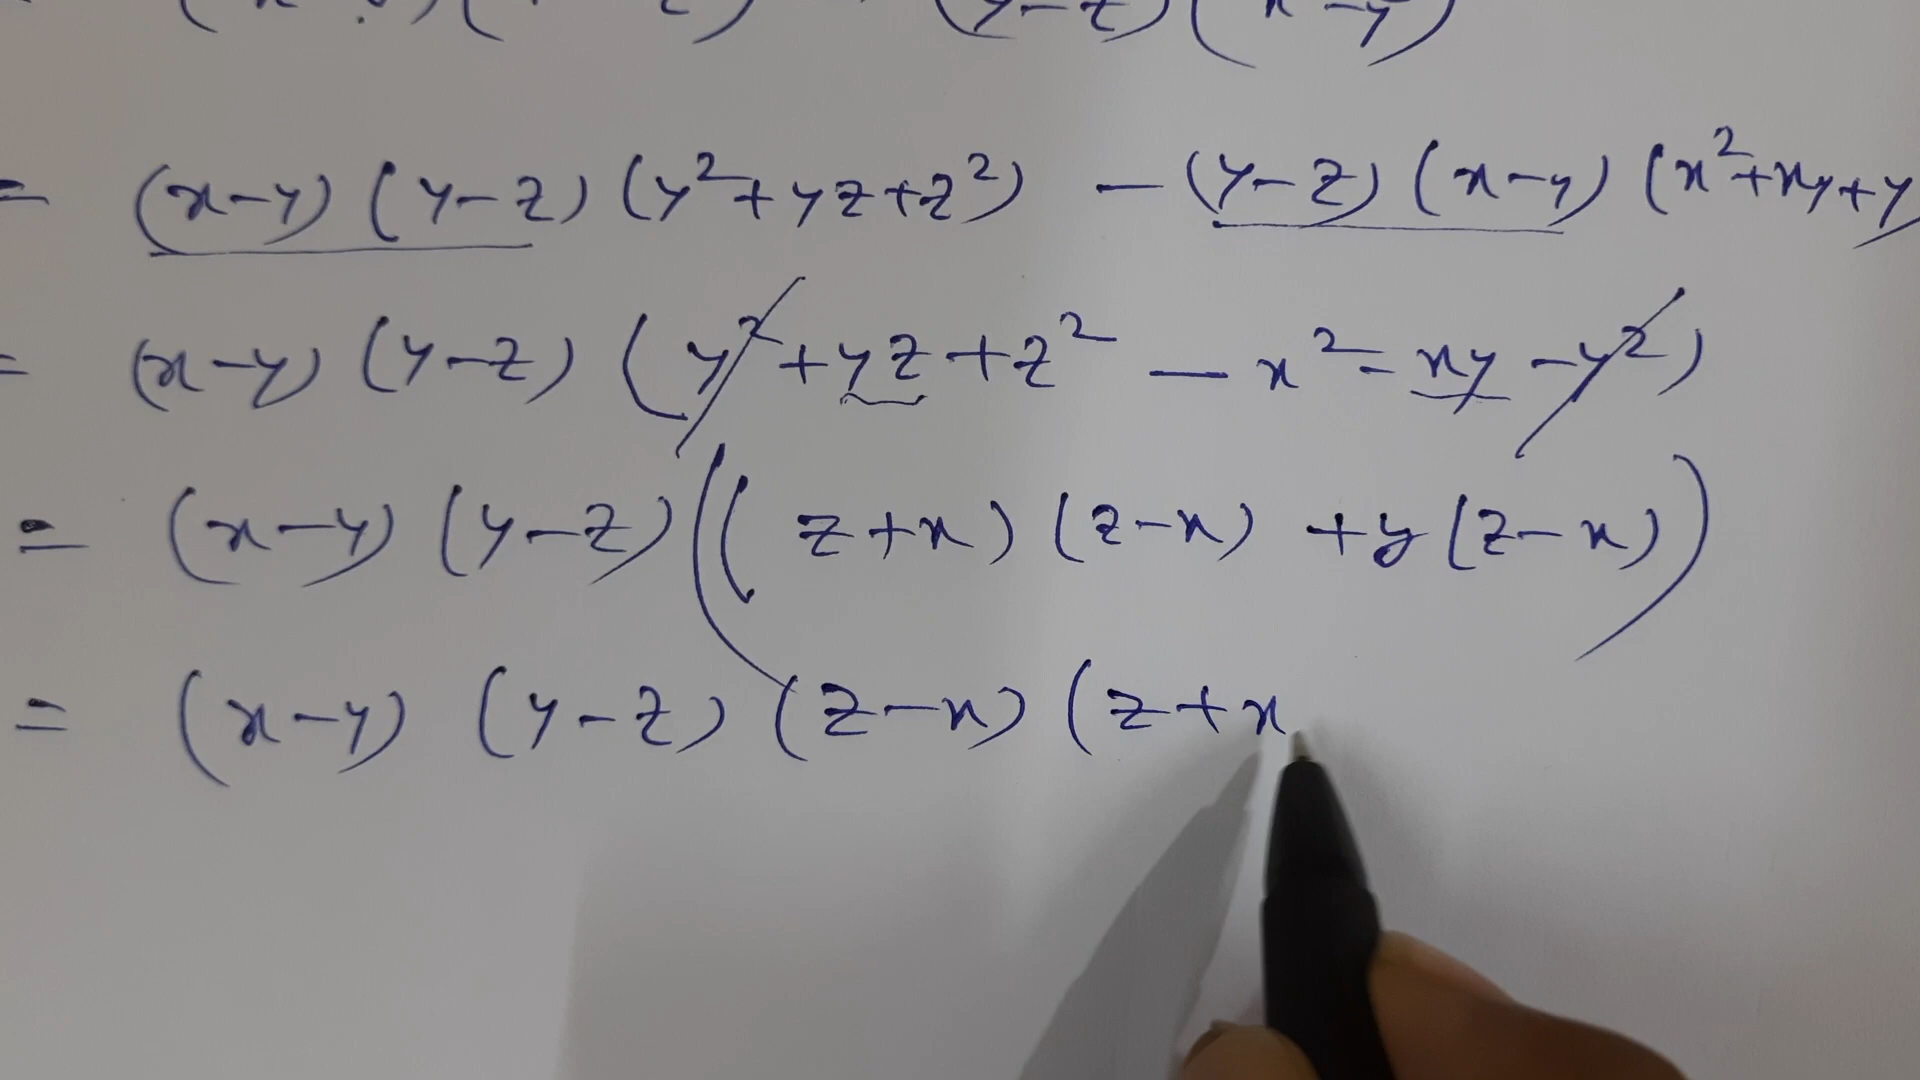 (y-z)(x-y)
= (x-y) (y-z) (y²+yz+z²) - (y-z) (x-y) (x²+xy+y
= (x-y) (y-z) (y²+yz+z² - x² - xy - y²)
= (x-y) (y-z) ((z+x) (z-x) + y (z-x))
= (x-y) (y-z) (z-x) (z+x